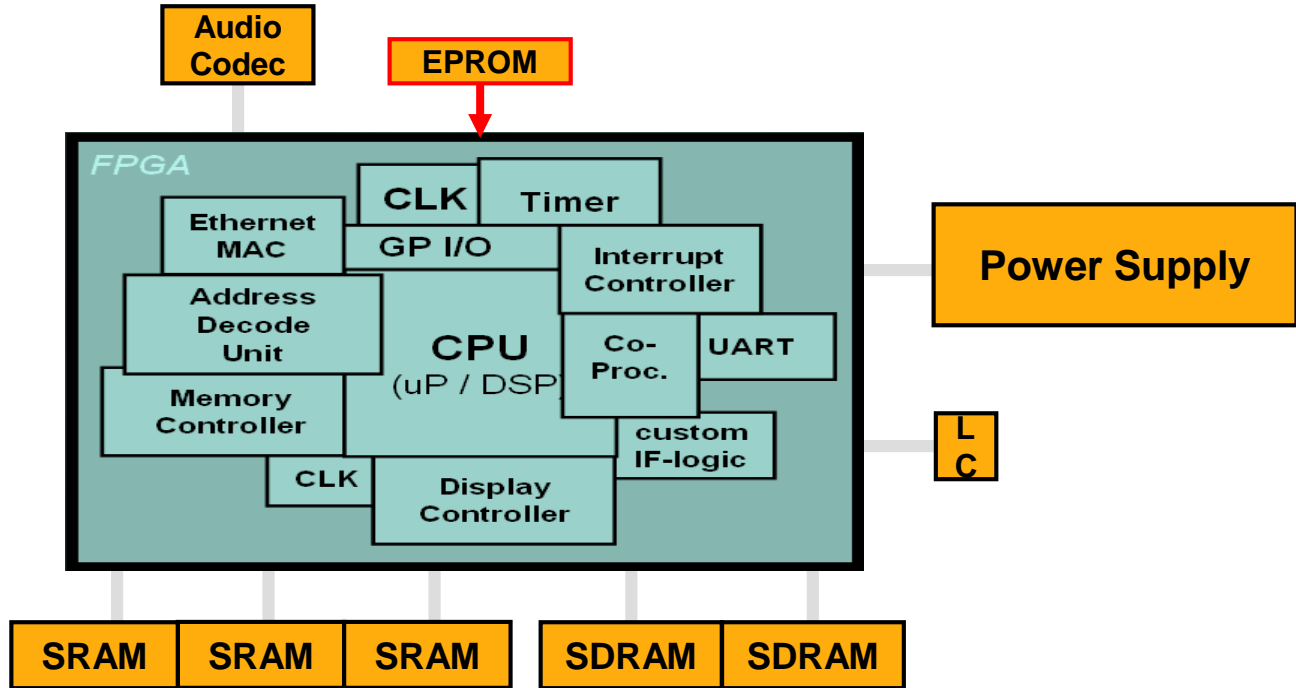 Audio
Codec
EPROM
FPGA
CLK
Timer
Ethernet
MAC
GP I/O
Interrupt
Controller
Power Supply
Address
Decode
Unit
CPU
(uP / DSP)
Co-
Proc.
UART
Memory
Controller
custom
IF-logic
L
C
CLK
Display
Controller
SRAM
SRAM
SRAM
SDRAM
SDRAM